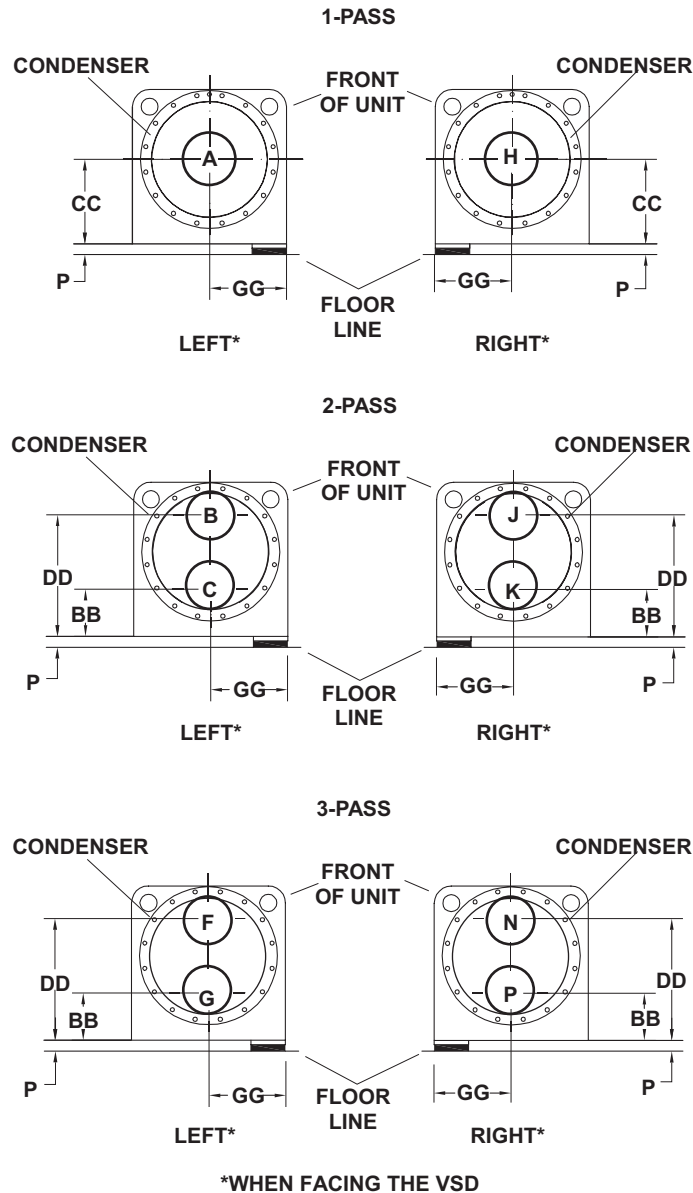 1-PASS
CONDENSER
FRONT
OF UNIT
CONDENSER
A
H
CC
CC
P
GG
GG
P
FLOOR
LINE
LEFT*
RIGHT*
2-PASS
CONDENSER
FRONT
OF UNIT
CONDENSER
B
J
DD
C
K
DD
BB
BB
P
GG
GG
P
FLOOR
LINE
LEFT*
RIGHT*
3-PASS
CONDENSER
FRONT
OF UNIT
CONDENSER
F
N
DD
G
P
DD
BB
BB
P
GG
GG
P
FLOOR
LINE
LEFT*
RIGHT*
*WHEN FACING THE VSD